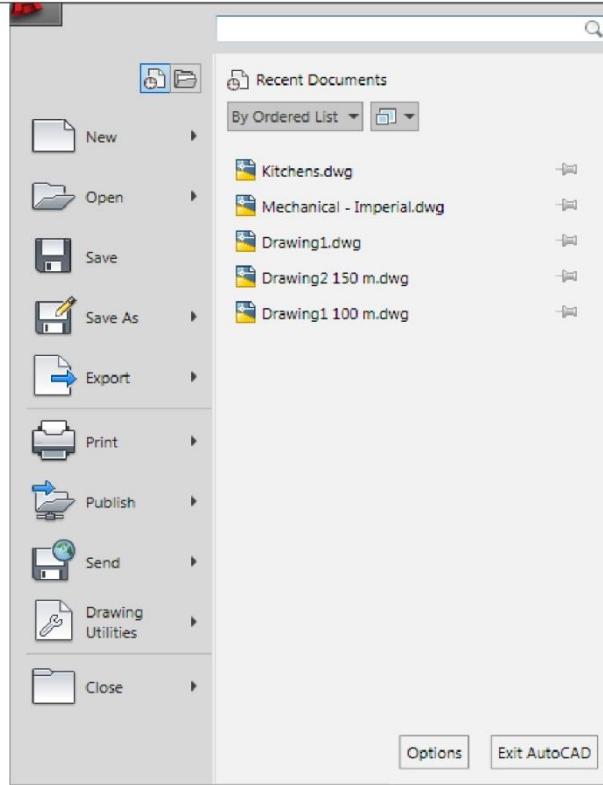 New
Open
Save
Save As
Export
Print
Publish
Send
Drawing
Utilities
Close
Recent Documents
By Ordered List
Kitchens.dwg
Mechanical - Imperial.dwg
Drawing1.dwg
Drawing2 150 m.dwg
Drawing1 100 m.dwg
Options
Exit AutoCAD